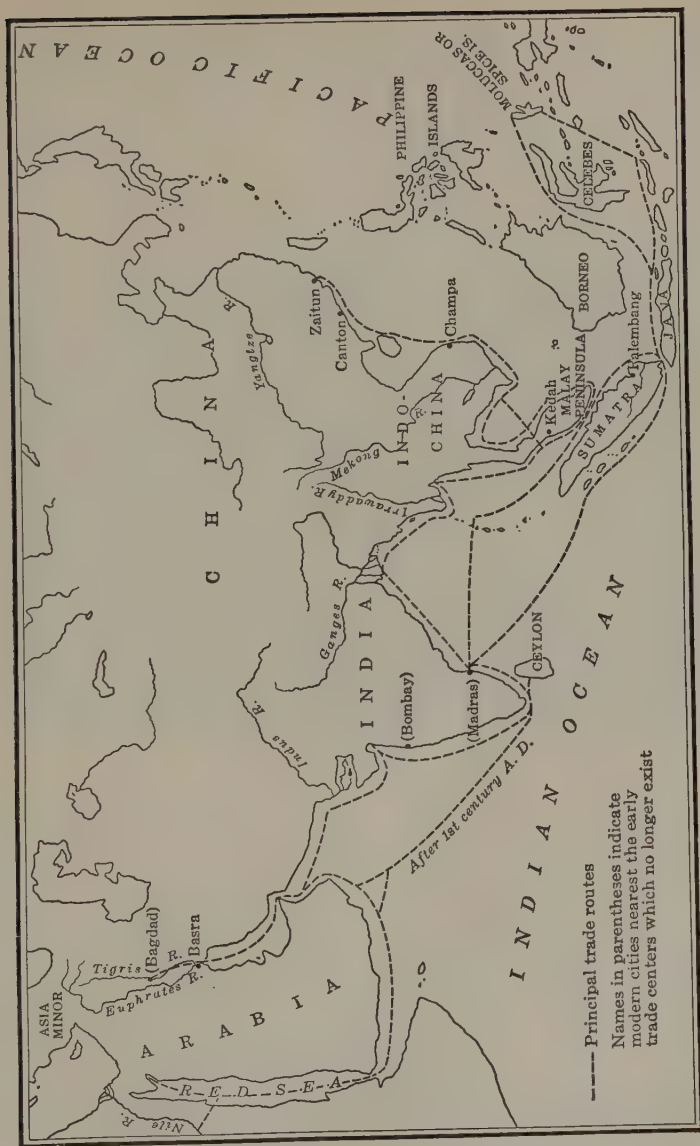 PACIFIC OCEAN
PHILIPPINE
ISLANDS
MOLUCCAS OR
SPICE IS.
CELEBES
BORNEO
JAVA
Palembang
SUMATRA
MALAY
PENINSULA
Kedah
Champa
Zaitun
Canton
Yangtze R.
CHINA
INDO-
CHINA
Mekong R.
Irrawaddy R.
Ganges R.
INDIA
Indus R.
(Bombay)
(Madras)
CEYLON
INDIAN OCEAN
After 1st century A.D.
ASIA
MINOR
Tigris R.
(Bagdad)
Basra
Euphrates R.
ARABIA
RED SEA
Nile R.
Principal trade routes
Names in parentheses indicate
modern cities nearest the early
trade centers which no longer exist